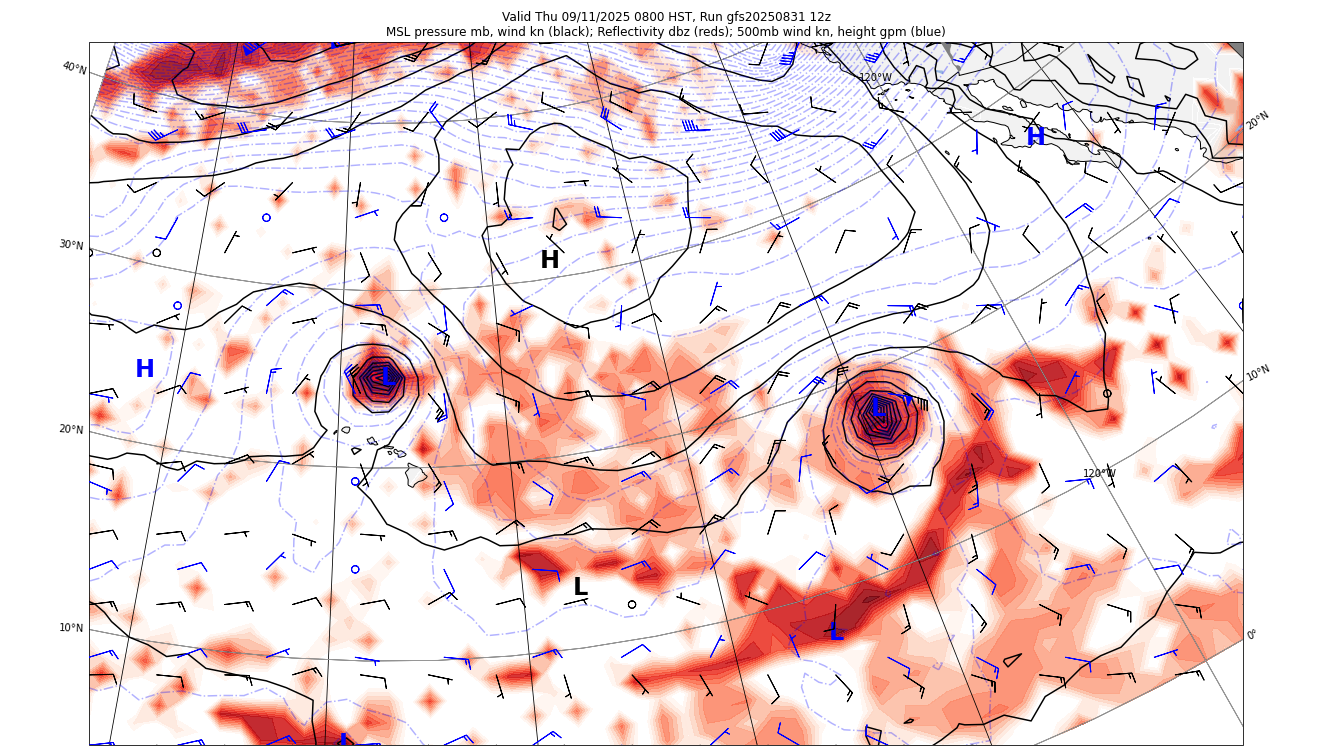 Valid Thu 09/11/2025 0800 HST, Run gfs20250831 12z
MSL pressure mb, wind kn (black); Reflectivity dbz (reds); 500mb wind kn, height gpm (blue)
40°N
120°W
20°N
H
30°N
H
H
L
10°N
L
20°N
120°W
L
10°N
L
0°
L